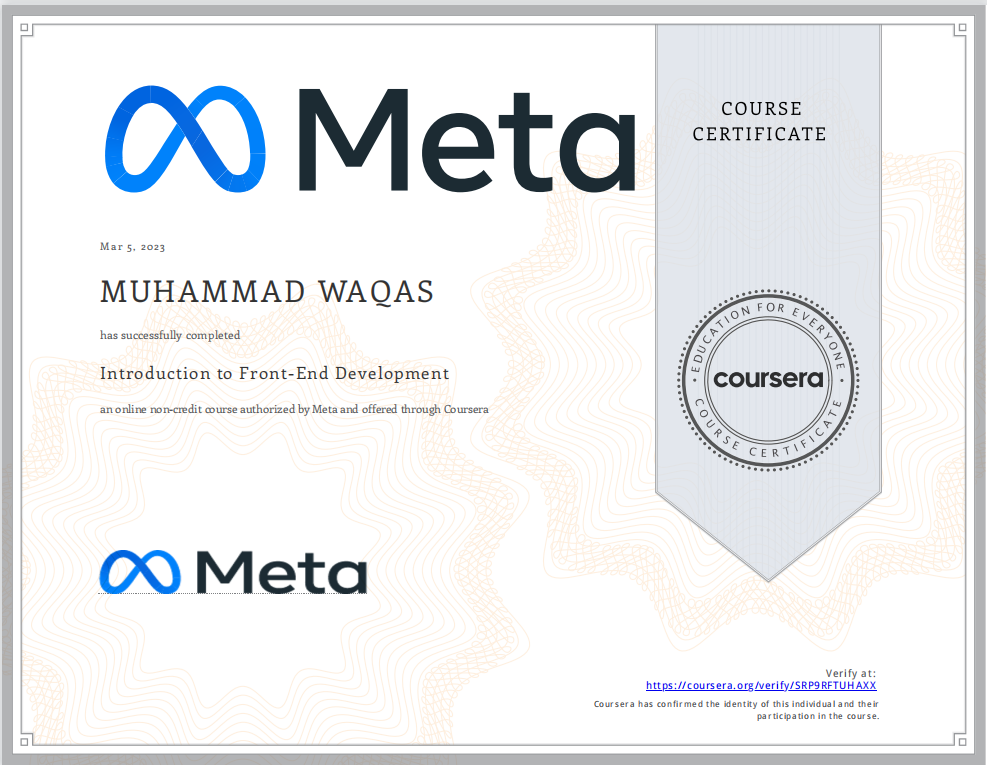 Meta
COURSE
CERTIFICATE
Mar 5, 2023
MUHAMMAD WAQAS
has successfully completed
Introduction to Front-End Development
an online non-credit course authorized by Meta and offered through Coursera
EDUCATION FOR EVERYONE
coursera
COURSE CERTIFICATE
Meta
Verify at:
https://coursera.org/verify/SRP9RFTUHAXX
Coursera has confirmed the identity of this individual and their
participation in the course.